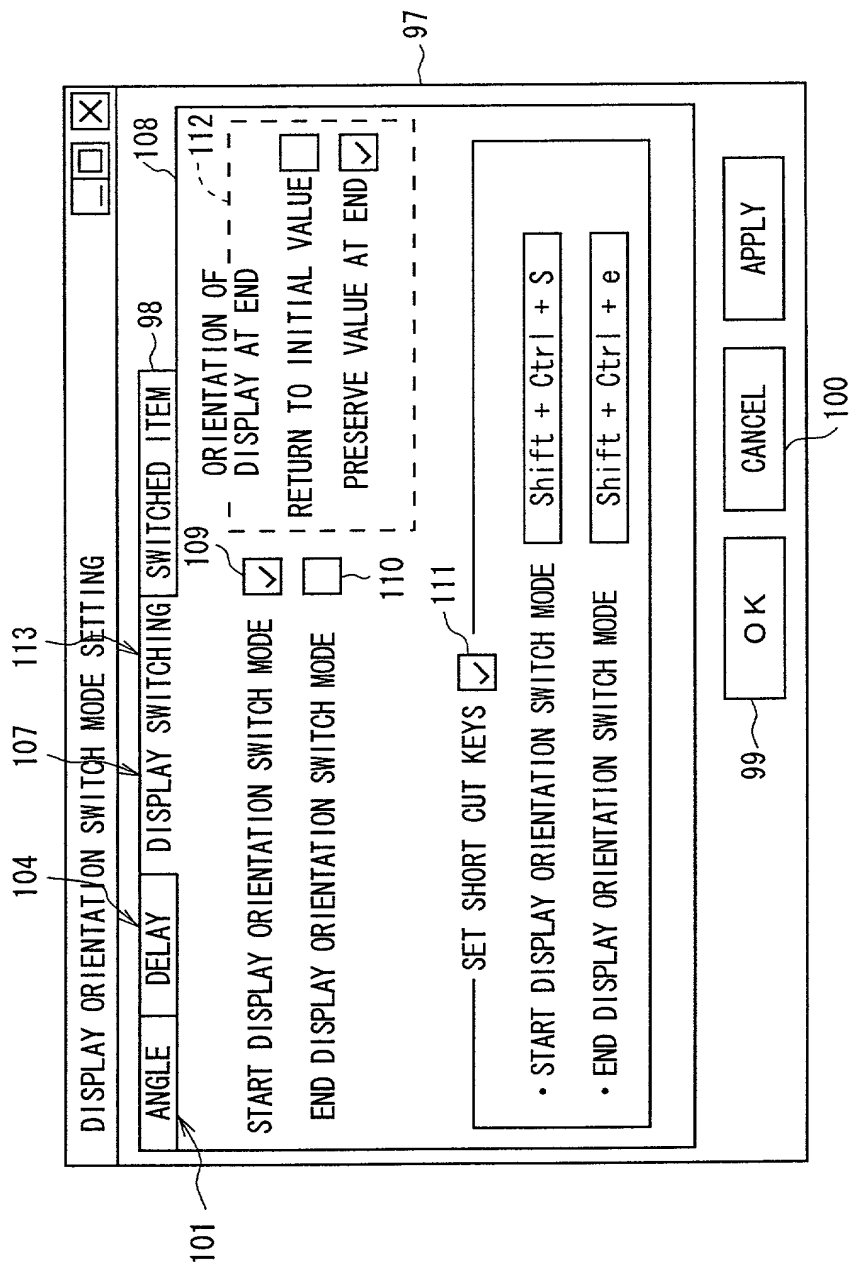 113
107
104
DISPLAY ORIENTATION SWITCH MODE SETTING
97
ANGLE
DELAY
DISPLAY SWITCHING
SWITCHED ITEM
98
108
101
109
START DISPLAY ORIENTATION SWITCH MODE
END DISPLAY ORIENTATION SWITCH MODE
110
ORIENTATION OF
DISPLAY AT END
112
RETURN TO INITIAL VALUE
PRESERVE VALUE AT END
111
SET SHORT CUT KEYS
• START DISPLAY ORIENTATION SWITCH MODE
Shift + Ctrl + S
• END DISPLAY ORIENTATION SWITCH MODE
Shift + Ctrl + e
99
OK
CANCEL
APPLY
100